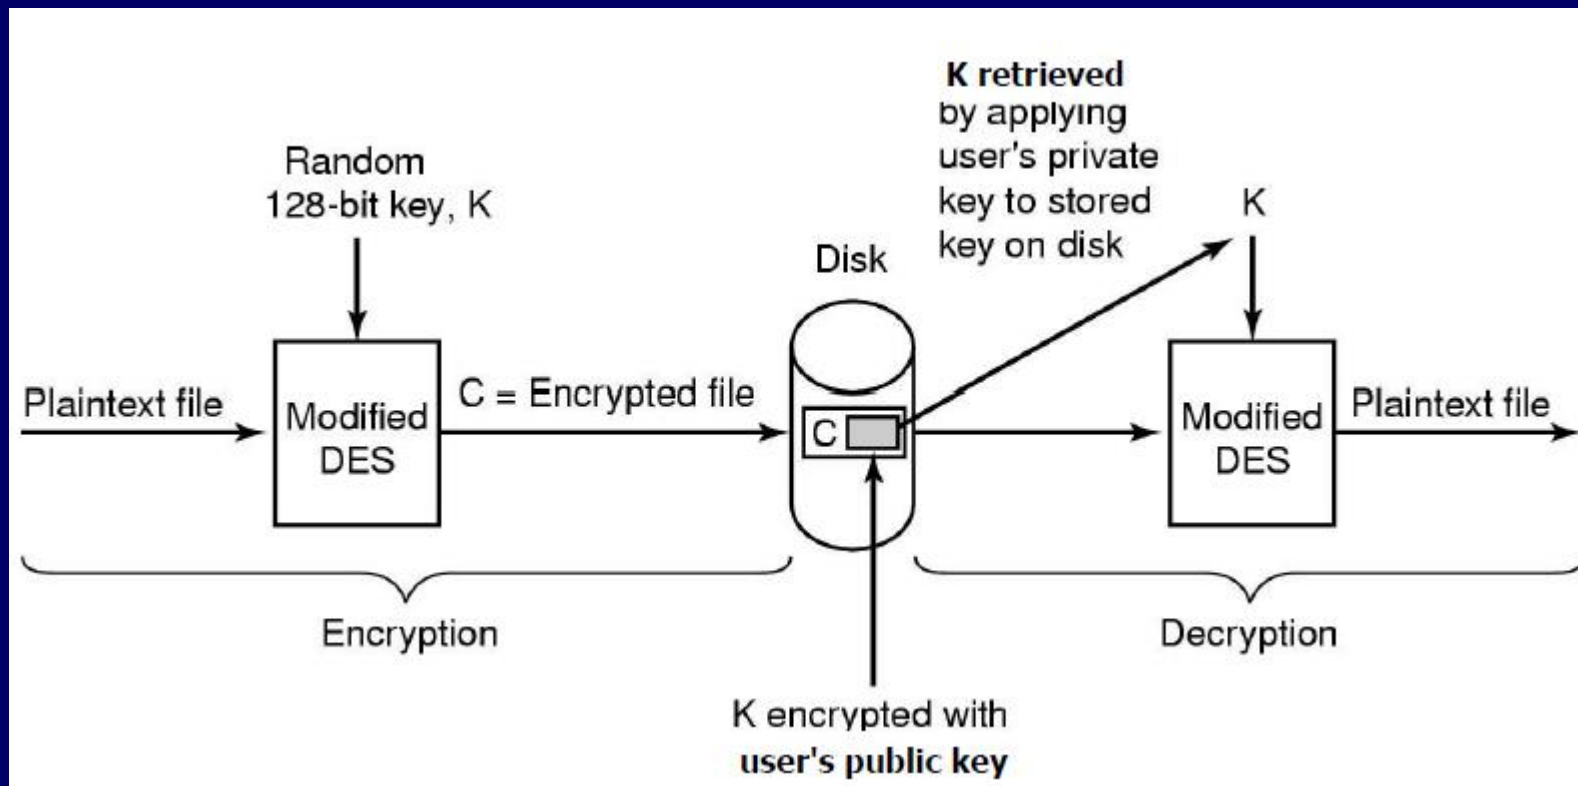 K retrieved
by applying
user's private
key to stored
key on disk
Random
128-bit key, K
K
Disk
Plaintext file
Modified
DES
C = Encrypted file
C
Modified
DES
Plaintext file
Encryption
Decryption
K encrypted with
user's public key